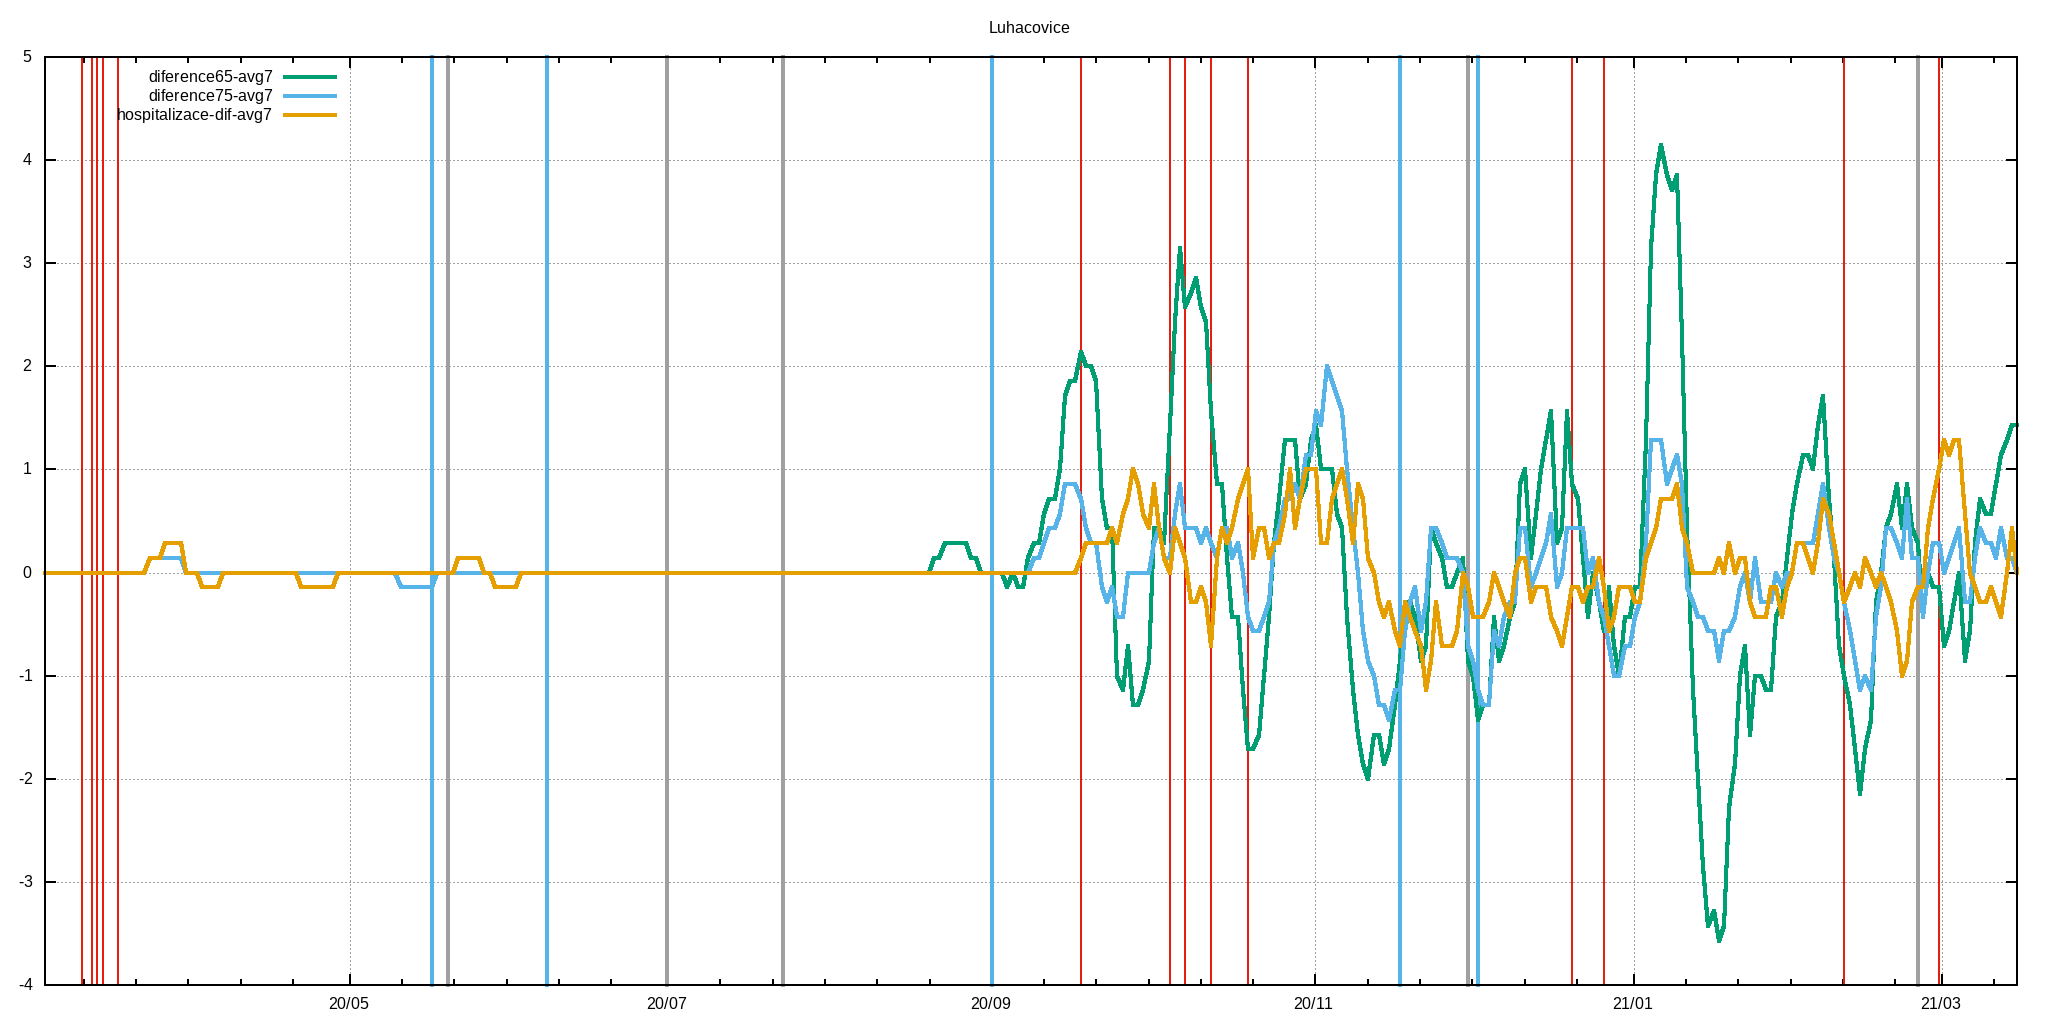 Luhacovice
5
diference65-avg7
diference75-avg7
hospitalizace-dif-avg7
4
3
2
1
0
-1
-2
-3
-4
20/05 20/07 20/09 20/11 21/01 21/03